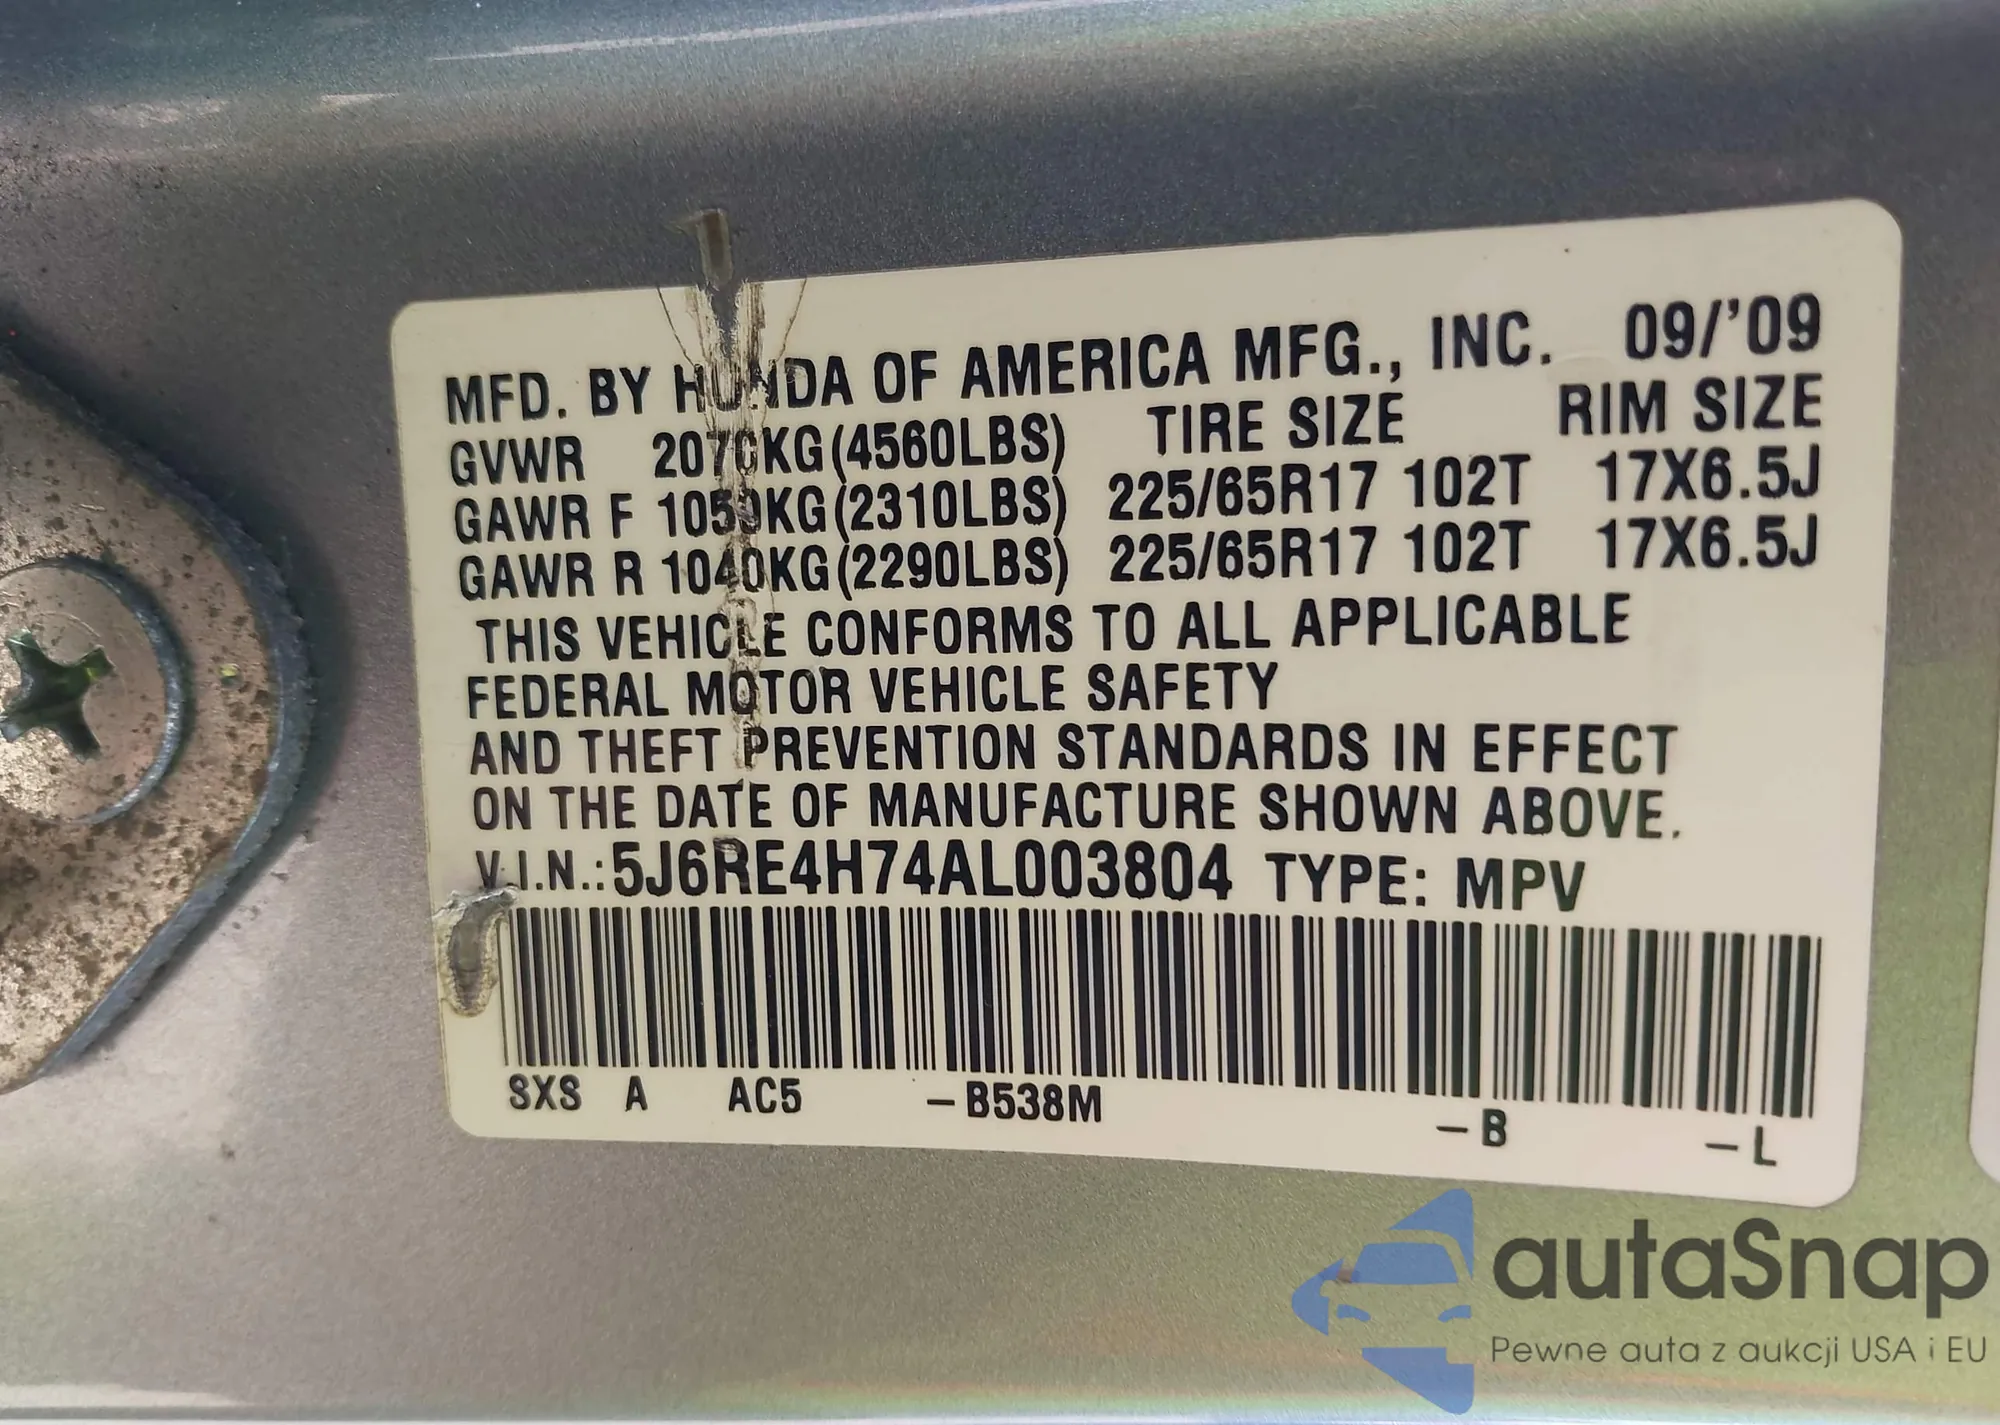 MFD. BY HONDA OF AMERICA MFG., INC. 09/'09
GVWR 2070KG(4560LBS) TIRE SIZE RIM SIZE
GAWR F 1050KG(2310LBS) 225/65R17 102T 17X6.5J
GAWR R 1040KG(2290LBS) 225/65R17 102T 17X6.5J
THIS VEHICLE CONFORMS TO ALL APPLICABLE
FEDERAL MOTOR VEHICLE SAFETY
AND THEFT PREVENTION STANDARDS IN EFFECT
ON THE DATE OF MANUFACTURE SHOWN ABOVE.
V.I.N.: 5J6RE4H74AL003804 TYPE: MPV
SXS A AC5 –B538M –B –L
autaSnap
Pewne auta z aukcji USA i EU